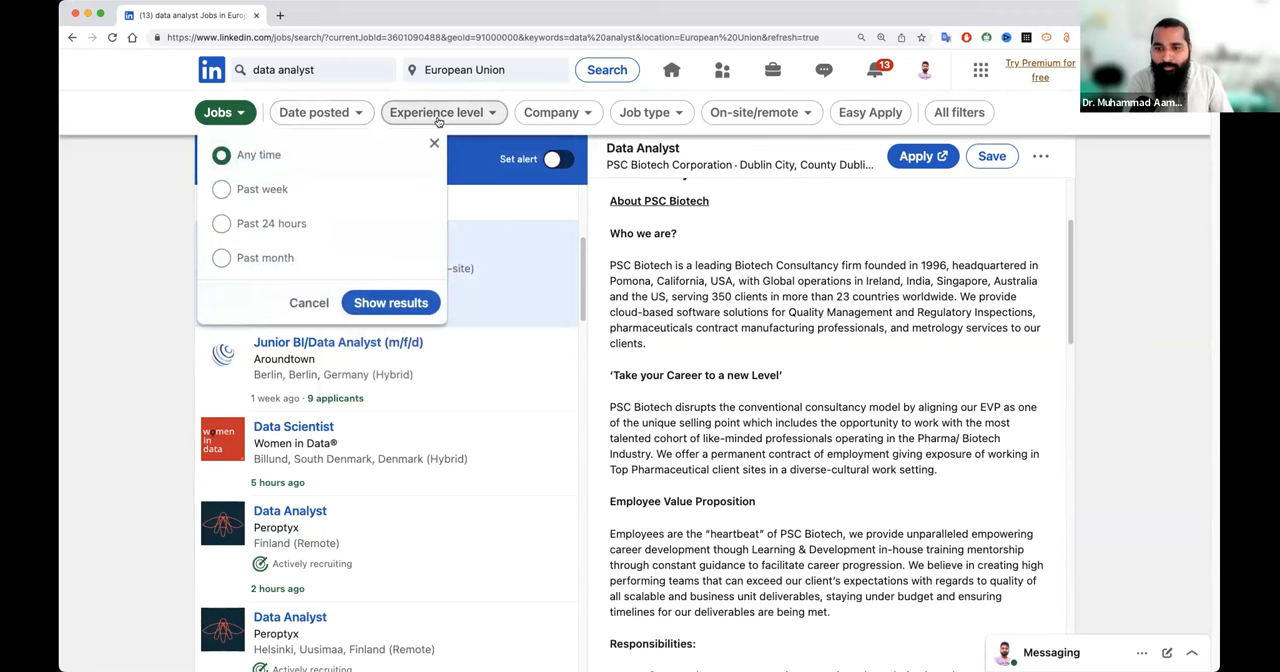 (13) data analyst Jobs in Europ
https://www.linkedin.com/jobs/search/?currentJobId=3601090488&geoId=91000000&keywords=data%20analyst&location=European%20Union&refresh=true
in
data analyst
European Union
Search
13
Try Premium for
free
Dr. Muhammad Aam...
Jobs
Date posted
Experience level
Company
Job type
On-site/remote
Easy Apply
All filters
Any time
Past week
Past 24 hours
Past month
Cancel
Show results
Set alert
-site)
Junior BI/Data Analyst (m/f/d)
Aroundtown
Berlin, Berlin, Germany (Hybrid)
1 week ago · 9 applicants
women
in
data
Data Scientist
Women in Data®
Billund, South Denmark, Denmark (Hybrid)
5 hours ago
Data Analyst
Peroptyx
Finland (Remote)
Actively recruiting
2 hours ago
Data Analyst
Peroptyx
Helsinki, Uusimaa, Finland (Remote)
Actively recruiting
Data Analyst
PSC Biotech Corporation · Dublin City, County Dubli...
Apply
Save
About PSC Biotech
Who we are?
PSC Biotech is a leading Biotech Consultancy firm founded in 1996, headquartered in
Pomona, California, USA, with Global operations in Ireland, India, Singapore, Australia
and the US, serving 350 clients in more than 23 countries worldwide. We provide
cloud-based software solutions for Quality Management and Regulatory Inspections,
pharmaceuticals contract manufacturing professionals, and metrology services to our
clients.
‘Take your Career to a new Level’
PSC Biotech disrupts the conventional consultancy model by aligning our EVP as one
of the unique selling point which includes the opportunity to work with the most
talented cohort of like-minded professionals operating in the Pharma/ Biotech
Industry. We offer a permanent contract of employment giving exposure of working in
Top Pharmaceutical client sites in a diverse-cultural work setting.
Employee Value Proposition
Employees are the “heartbeat” of PSC Biotech, we provide unparalleled empowering
career development though Learning & Development in-house training mentorship
through constant guidance to facilitate career progression. We believe in creating high
performing teams that can exceed our client’s expectations with regards to quality of
all scalable and business unit deliverables, staying under budget and ensuring
timelines for our deliverables are being met.
Responsibilities:
Messaging